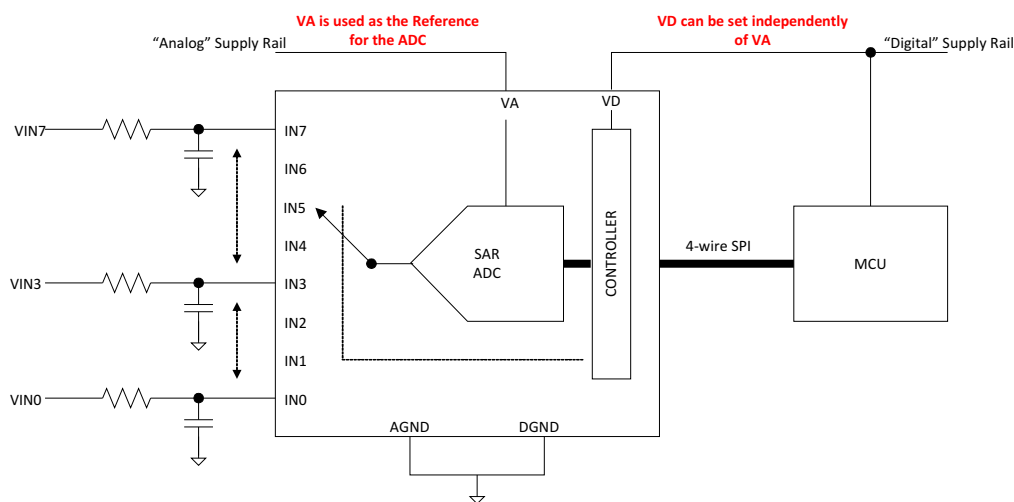 VA is used as the Reference
for the ADC
VD can be set independently
of VA
“Analog” Supply Rail
“Digital” Supply Rail
VA
VD
VIN7
IN7
IN6
IN5
IN4
SAR
ADC
CONTROLLER
4-wire SPI
MCU
VIN3
IN3
IN2
IN1
VIN0
IN0
AGND
DGND